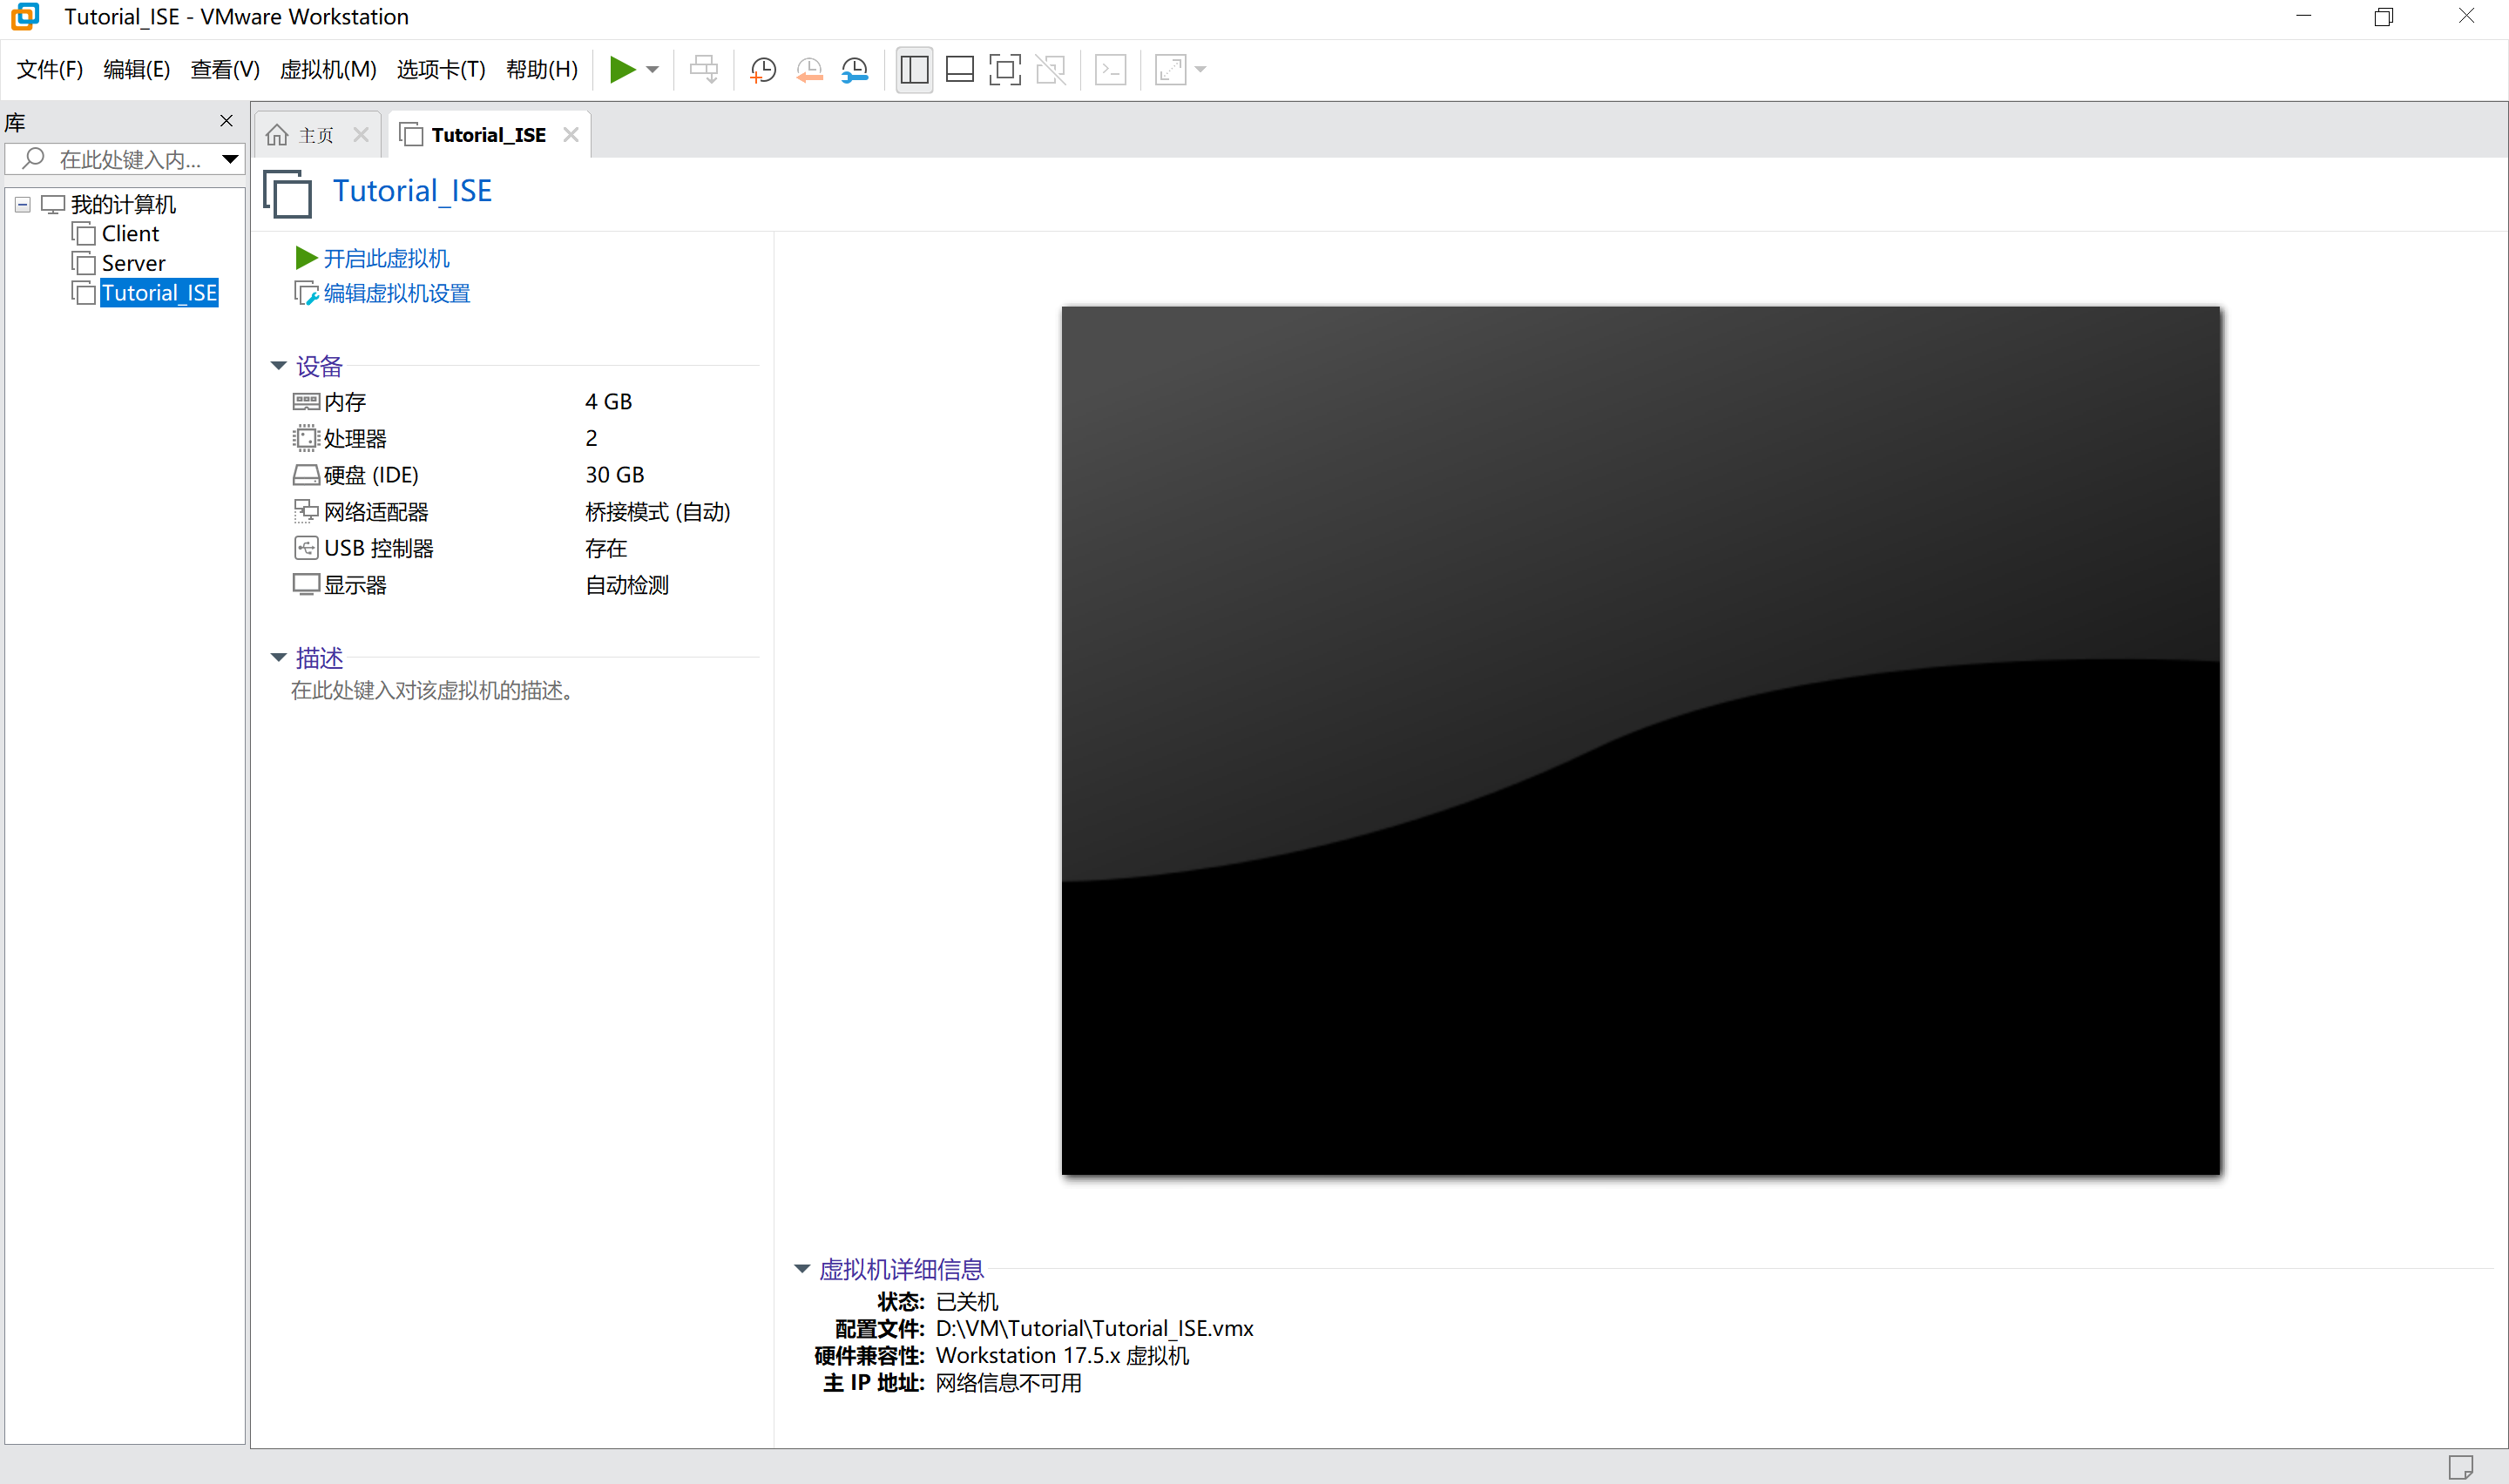 Tutorial_ISE - VMware Workstation
文件(F) 编辑(E) 查看(V) 虚拟机(M) 选项卡(T) 帮助(H)
库
在此处键入内...
我的计算机
Client
Server
Tutorial_ISE
主页
Tutorial_ISE
Tutorial_ISE
开启此虚拟机
编辑虚拟机设置
设备
内存 4 GB
处理器 2
硬盘 (IDE) 30 GB
网络适配器 桥接模式 (自动)
USB 控制器 存在
显示器 自动检测
描述
在此处键入对该虚拟机的描述。
虚拟机详细信息
状态: 已关机
配置文件: D:\VM\Tutorial\Tutorial_ISE.vmx
硬件兼容性: Workstation 17.5.x 虚拟机
主 IP 地址: 网络信息不可用